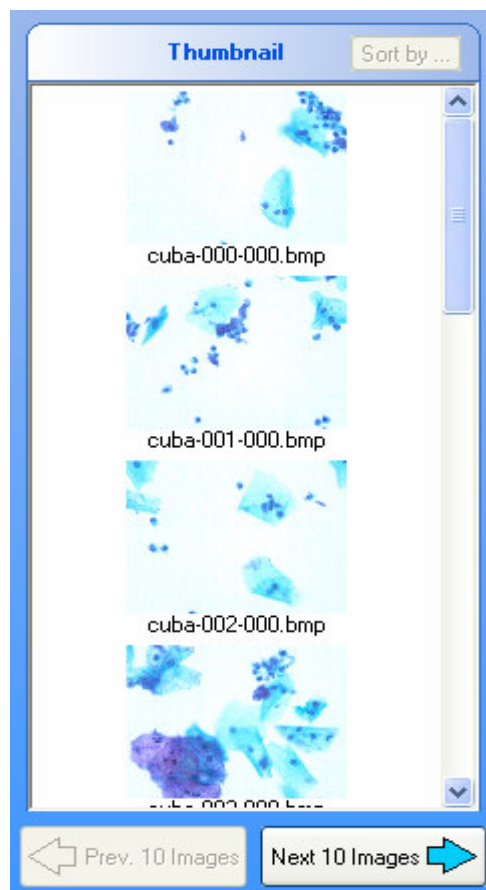 Thumbnail Sort by ...
cuba-000-000.bmp
cuba-001-000.bmp
cuba-002-000.bmp
Prev. 10 Images Next 10 Images